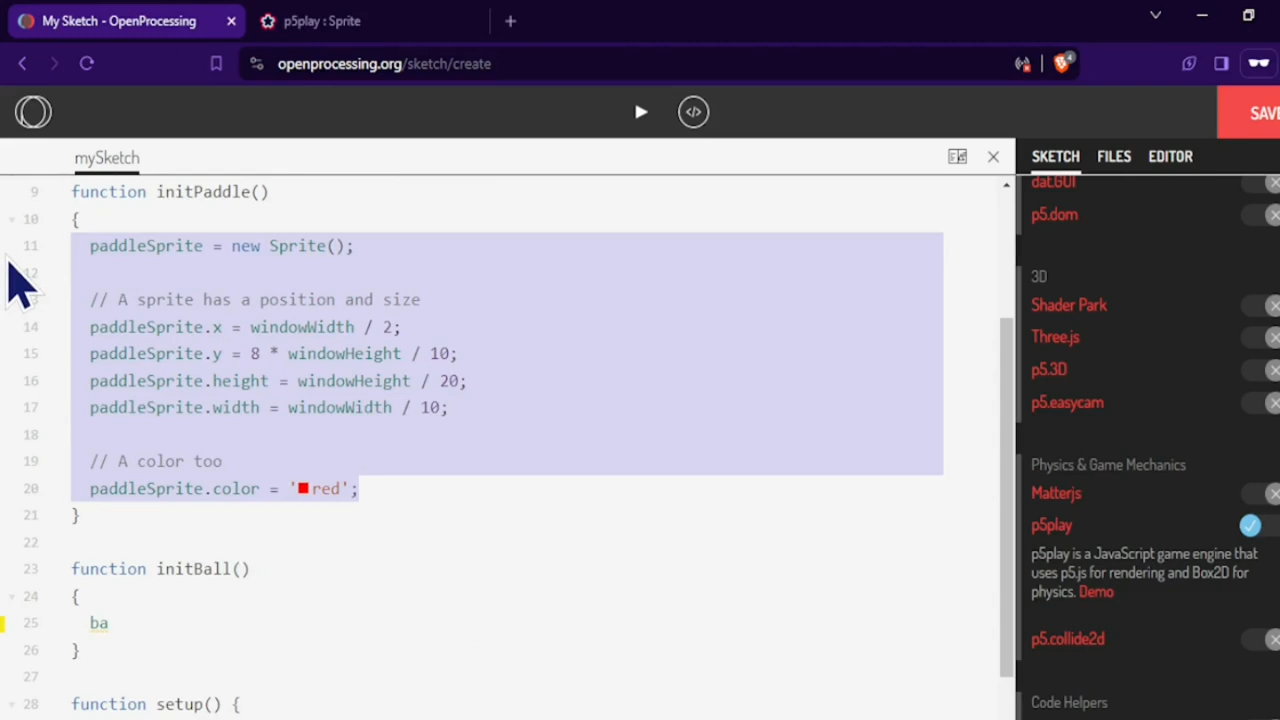 My Sketch - OpenProcessing
p5play : Sprite
openprocessing.org/sketch/create
4
</>
SAV
mySketch
SKETCH FILES EDITOR
9 function initPaddle()
10 {
11 paddleSprite = new Sprite();
12
13 // A sprite has a position and size
14 paddleSprite.x = windowWidth / 2;
15 paddleSprite.y = 8 * windowHeight / 10;
16 paddleSprite.height = windowHeight / 20;
17 paddleSprite.width = windowWidth / 10;
18
19 // A color too
20 paddleSprite.color = 'red';
21 }
22
23 function initBall()
24 {
25 ba
26 }
27
28 function setup() {
dat.GUI
p5.dom
3D
Shader Park
Three.js
p5.3D
p5.easycam
Physics & Game Mechanics
Matterjs
p5play
p5play is a JavaScript game engine that
uses p5.js for rendering and Box2D for
physics. Demo
p5.collide2d
Code Helpers